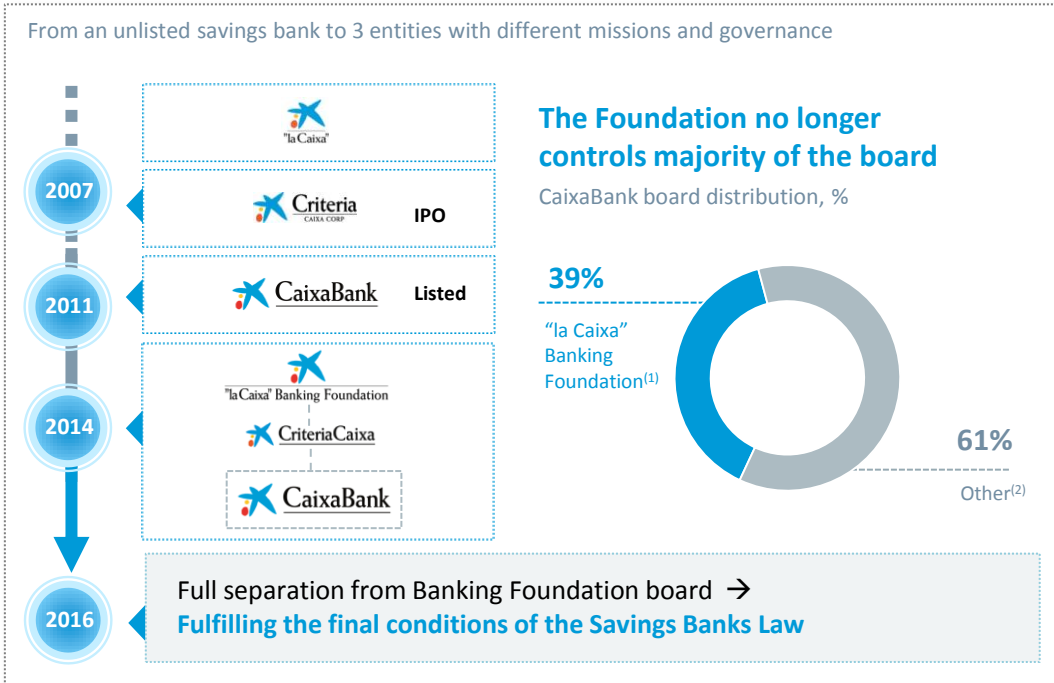 From an unlisted savings bank to 3 entities with different missions and governance
"la Caixa"
2007
Criteria
CAIXA CORP
IPO
2011
CaixaBank
Listed
2014
"la Caixa" Banking Foundation
CriteriaCaixa
CaixaBank
The Foundation no longer
controls majority of the board
CaixaBank board distribution, %
39%
“la Caixa”
Banking
Foundation(1)
61%
Other(2)
2016
Full separation from Banking Foundation board →
Fulfilling the final conditions of the Savings Banks Law